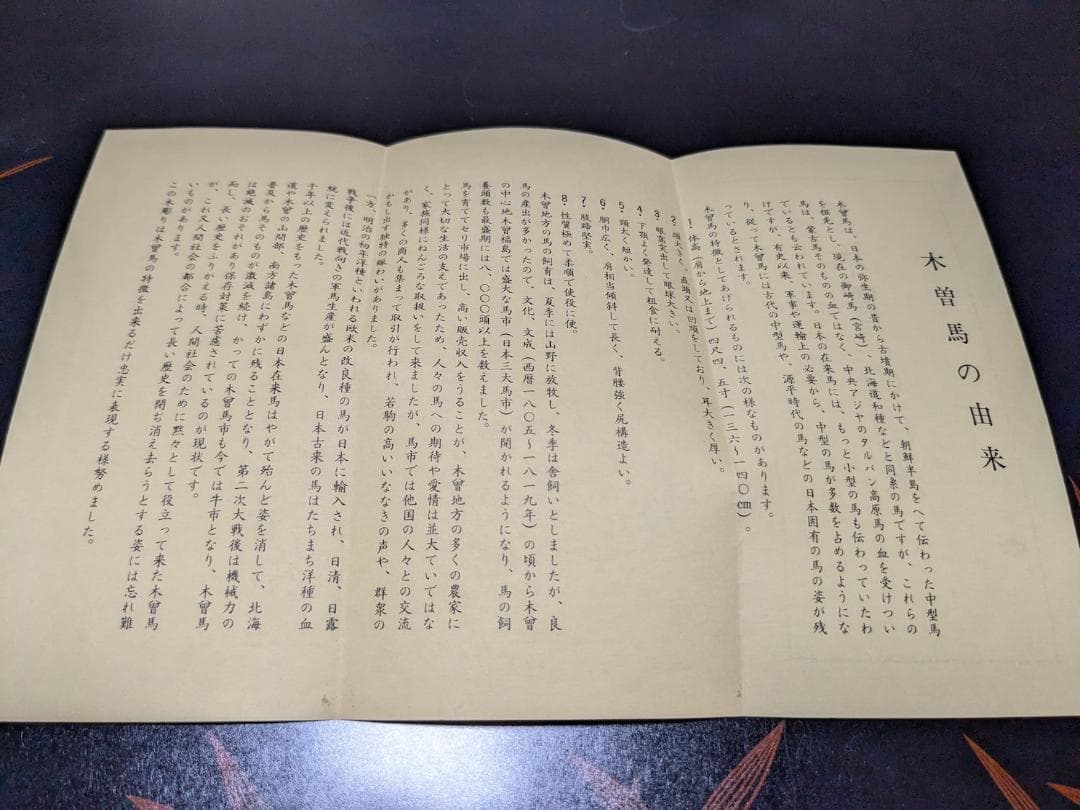 木曽馬の由来
木曽馬は、日本の弥生期の昔から古墳期にかけて、朝鮮半島をへて伝わった中型馬
を祖先とし、現在の御崎馬（宮崎）、北海道和種などと同系の馬ですが、これらの
馬は、蒙古馬そのものの血ではなく、中央アジヤのタルパン高原馬の血を受けつい
ているとも云われています。日本の在来馬には、もっと小型の馬も伝わっていたわ
けですが、有史以来、軍事や運輸上の必要から、中型の馬が多数を占めるようにな
り、従って木曽馬には古代の中型馬や、源平時代の馬などの日本固有の馬の姿が残
っているとされます。
木曽馬の特徴としてあげられるものには次の様なものがあります。
1. 体高（肩から地上まで）四尺四、五寸（一三六～一四〇cm）。
2. 頭大きく、直頭又は凹頭をしており、耳大きく厚い。
3. 眼窩突出して眼球大きい。
4. 下顎よく発達して粗食に耐える。
5. 頸太く短かい。
6. 胴巾広く、肩相当傾斜して長く、背腰強く尻構造よい。
7. 肢蹄堅実。
8. 性質極めて柔順で使役に便。
木曽地方の馬の飼育は、夏季には山野に放牧し、冬季は舎飼いとしましたが、良
馬の産出が多かったので、文化、文成（西暦一八〇五～一八一九年）の頃から木曽
の中心地木曽福島では盛大な馬市（日本三大馬市）が開かれるようになり、馬の飼
養頭数も最盛期には八、〇〇〇頭以上を数えました。
馬を育ててセリ市場に出し、高い販売収入をうることが、木曽地方の多くの農家に
とって大切な生活の支えであったため、人々の馬への期待や愛情は並大ていではな
く、家族同様にねんごろな取扱いをして来ましたが、馬市では他国の人々との交流
があり、多くの商人も集まって取引が行われ、若駒の高いいななきの声や、群衆の
かもし出す独特の賑わいがありました。
一方、明治の初年洋種といわれる欧米の改良種の馬が日本に輸入され、日清、日露
戦争後には近代戦向きの軍馬生産が盛んとなり、日本古来の馬はたちまち洋種の血
統に変えられました。
千年以上の歴史をもった木曽馬などの日本在来馬はやがて殆んど姿を消して、北海
道や木曽の山間部、南方諸島にわずかに残ることとなり、第二次大戦後は機械力の
普及から馬そのものが激減を続け、かっての木曽馬市も今では牛市となり、木曽馬
は絶滅のおそれがあり保存対策に苦慮されているのが現状です。
高し、長い歴史をふりかえる時、人間社会のために黙々として役立って来た木曽馬
が、これ又人間社会の都合によって長い歴史を閉ぢ消え去らうとする姿には忘れ難
いものがあります。
この木彫りは木曽馬の特徴を出来るだけ忠実に表現する様努めました。